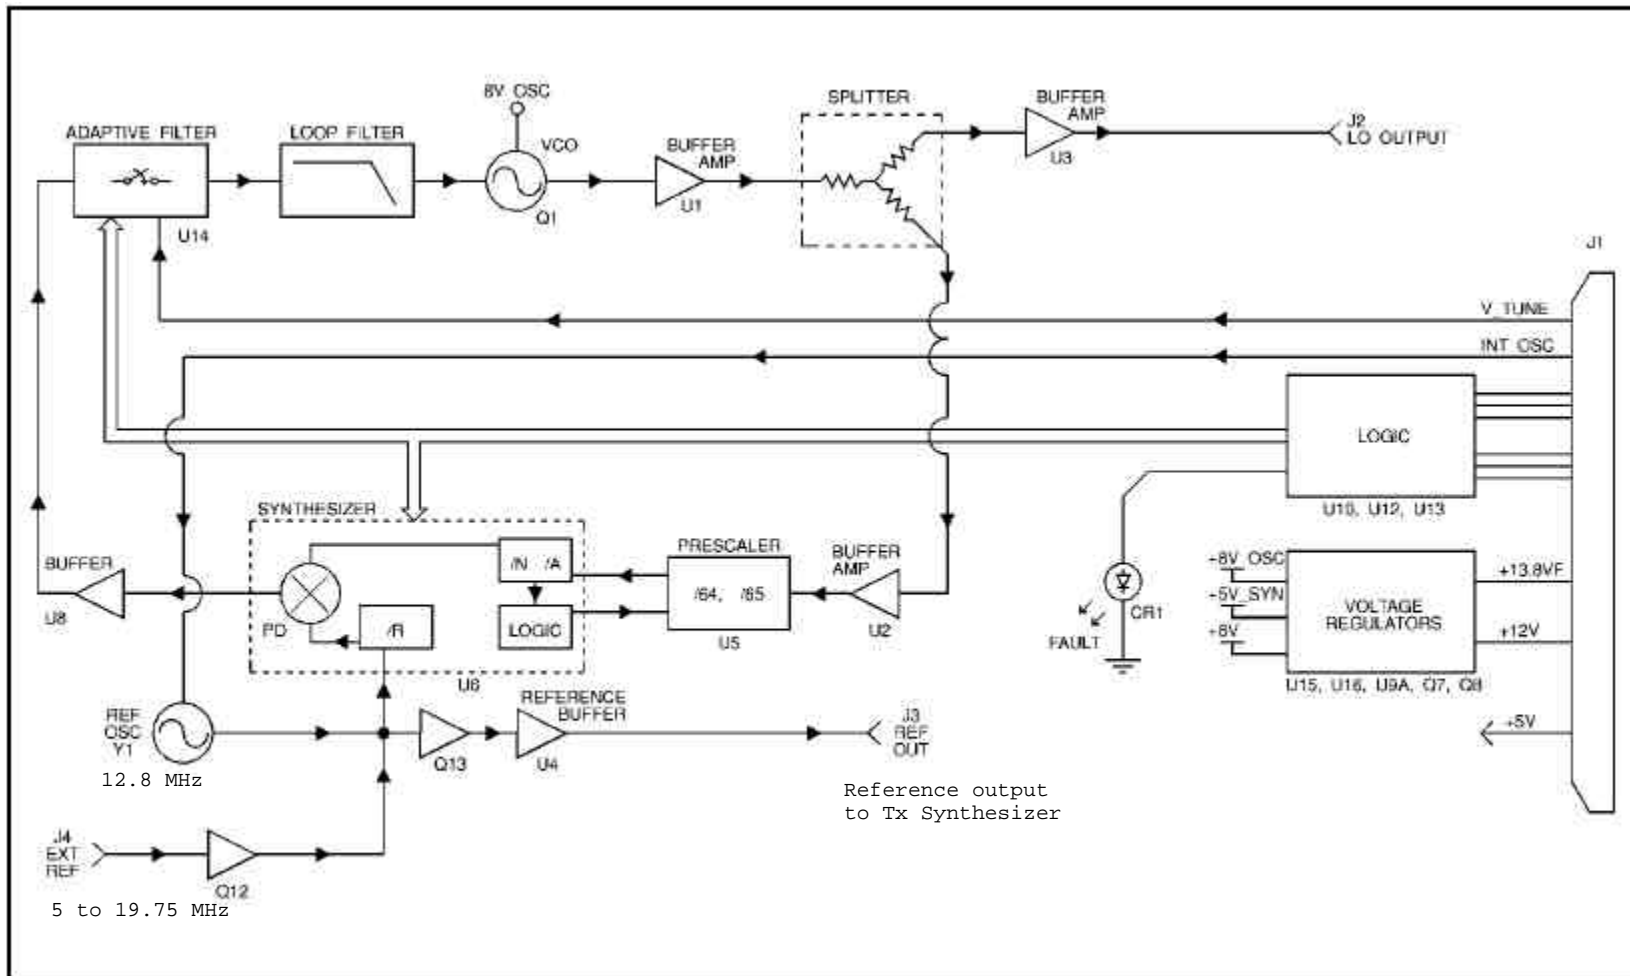 8V OSC
SPLITTER
BUFFER
AMP
J2
LO OUTPUT
ADAPTIVE FILTER
LOOP FILTER
VCO
BUFFER
AMP
U3
U1
Q1
U14
J1
V_TUNE
INT OSC
LOGIC
U10, U12, U13
SYNTHESIZER
PRESCALER
BUFFER
AMP
/N /A
/64, /65
BUFFER
U8
PD
/R
LOGIC
U5
U2
U6
+8V_OSC
+5V_SYN
+8V
VOLTAGE
REGULATORS
+13.8VF
+12V
CR1
FAULT
U15, U16, U9A, Q7, Q8
REF
OSC
Y1
12.8 MHz
REFERENCE
BUFFER
Q13
U4
J3
REF
OUT
+5V
Reference output
to Tx Synthesizer
J4
EXT
REF
Q12
5 to 19.75 MHz